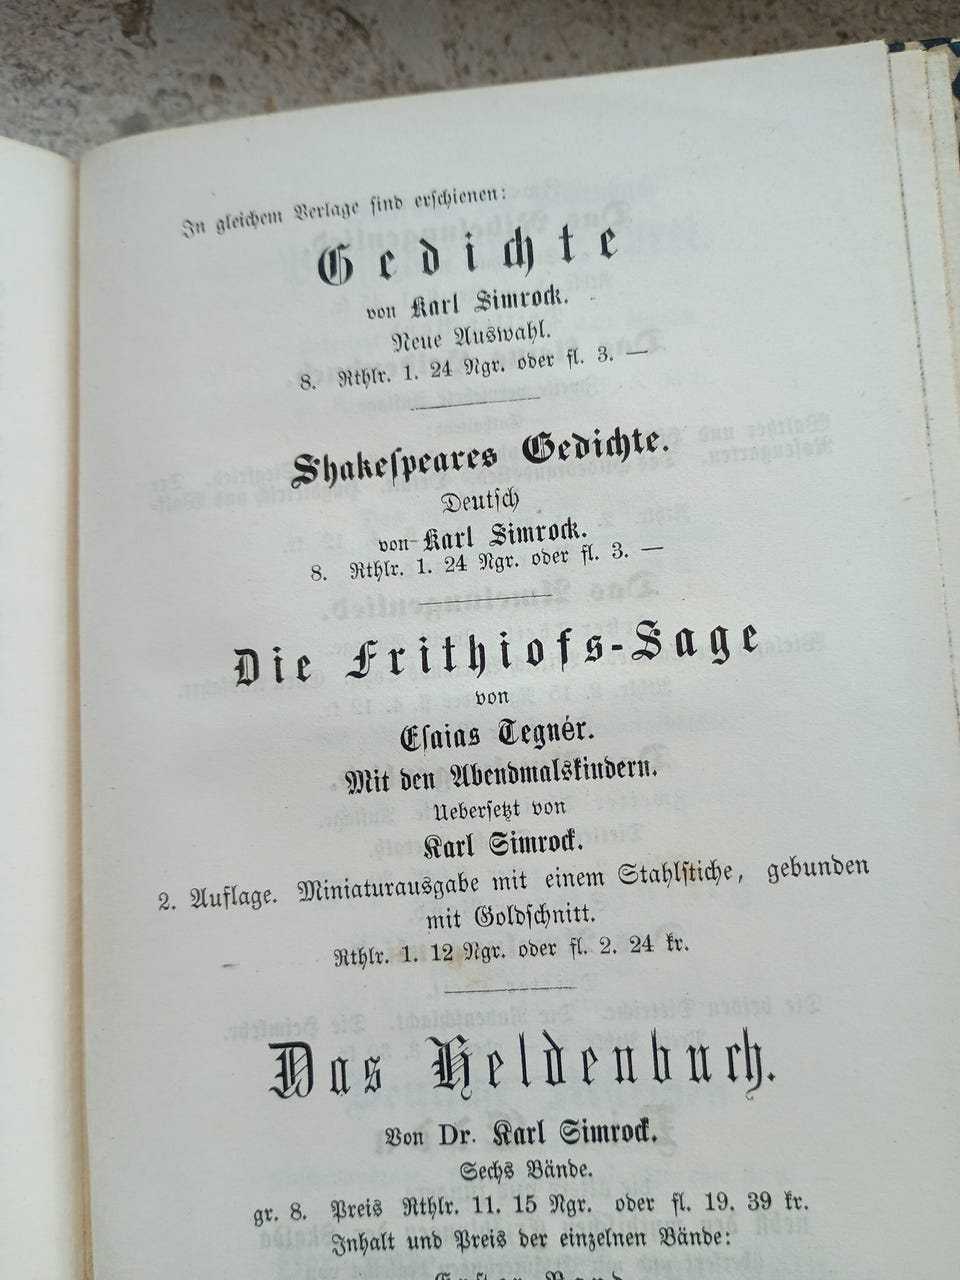 In gleichem Verlage sind erschienen:
Gedichte
von Karl Simrock.
Neue Auswahl.
8. Rthlr. 1. 24 Ngr. oder fl. 3. —
Shakespeares Gedichte.
Deutsch
von Karl Simrock.
8. Rthlr. 1. 24 Ngr. oder fl. 3. —
Die Frithiofs-Sage
von
Esaias Tegnér.
Mit den Abendmalskindern.
Uebersetzt von
Karl Simrock.
2. Auflage. Miniaturausgabe mit einem Stahlstiche, gebunden
mit Goldschnitt.
Rthlr. 1. 12 Ngr. oder fl. 2. 24 kr.
Das Heldenbuch.
Von Dr. Karl Simrock.
Sechs Bände.
gr. 8. Preis Rthlr. 11. 15 Ngr. oder fl. 19. 39 kr.
Inhalt und Preis der einzelnen Bände:
Erster Band